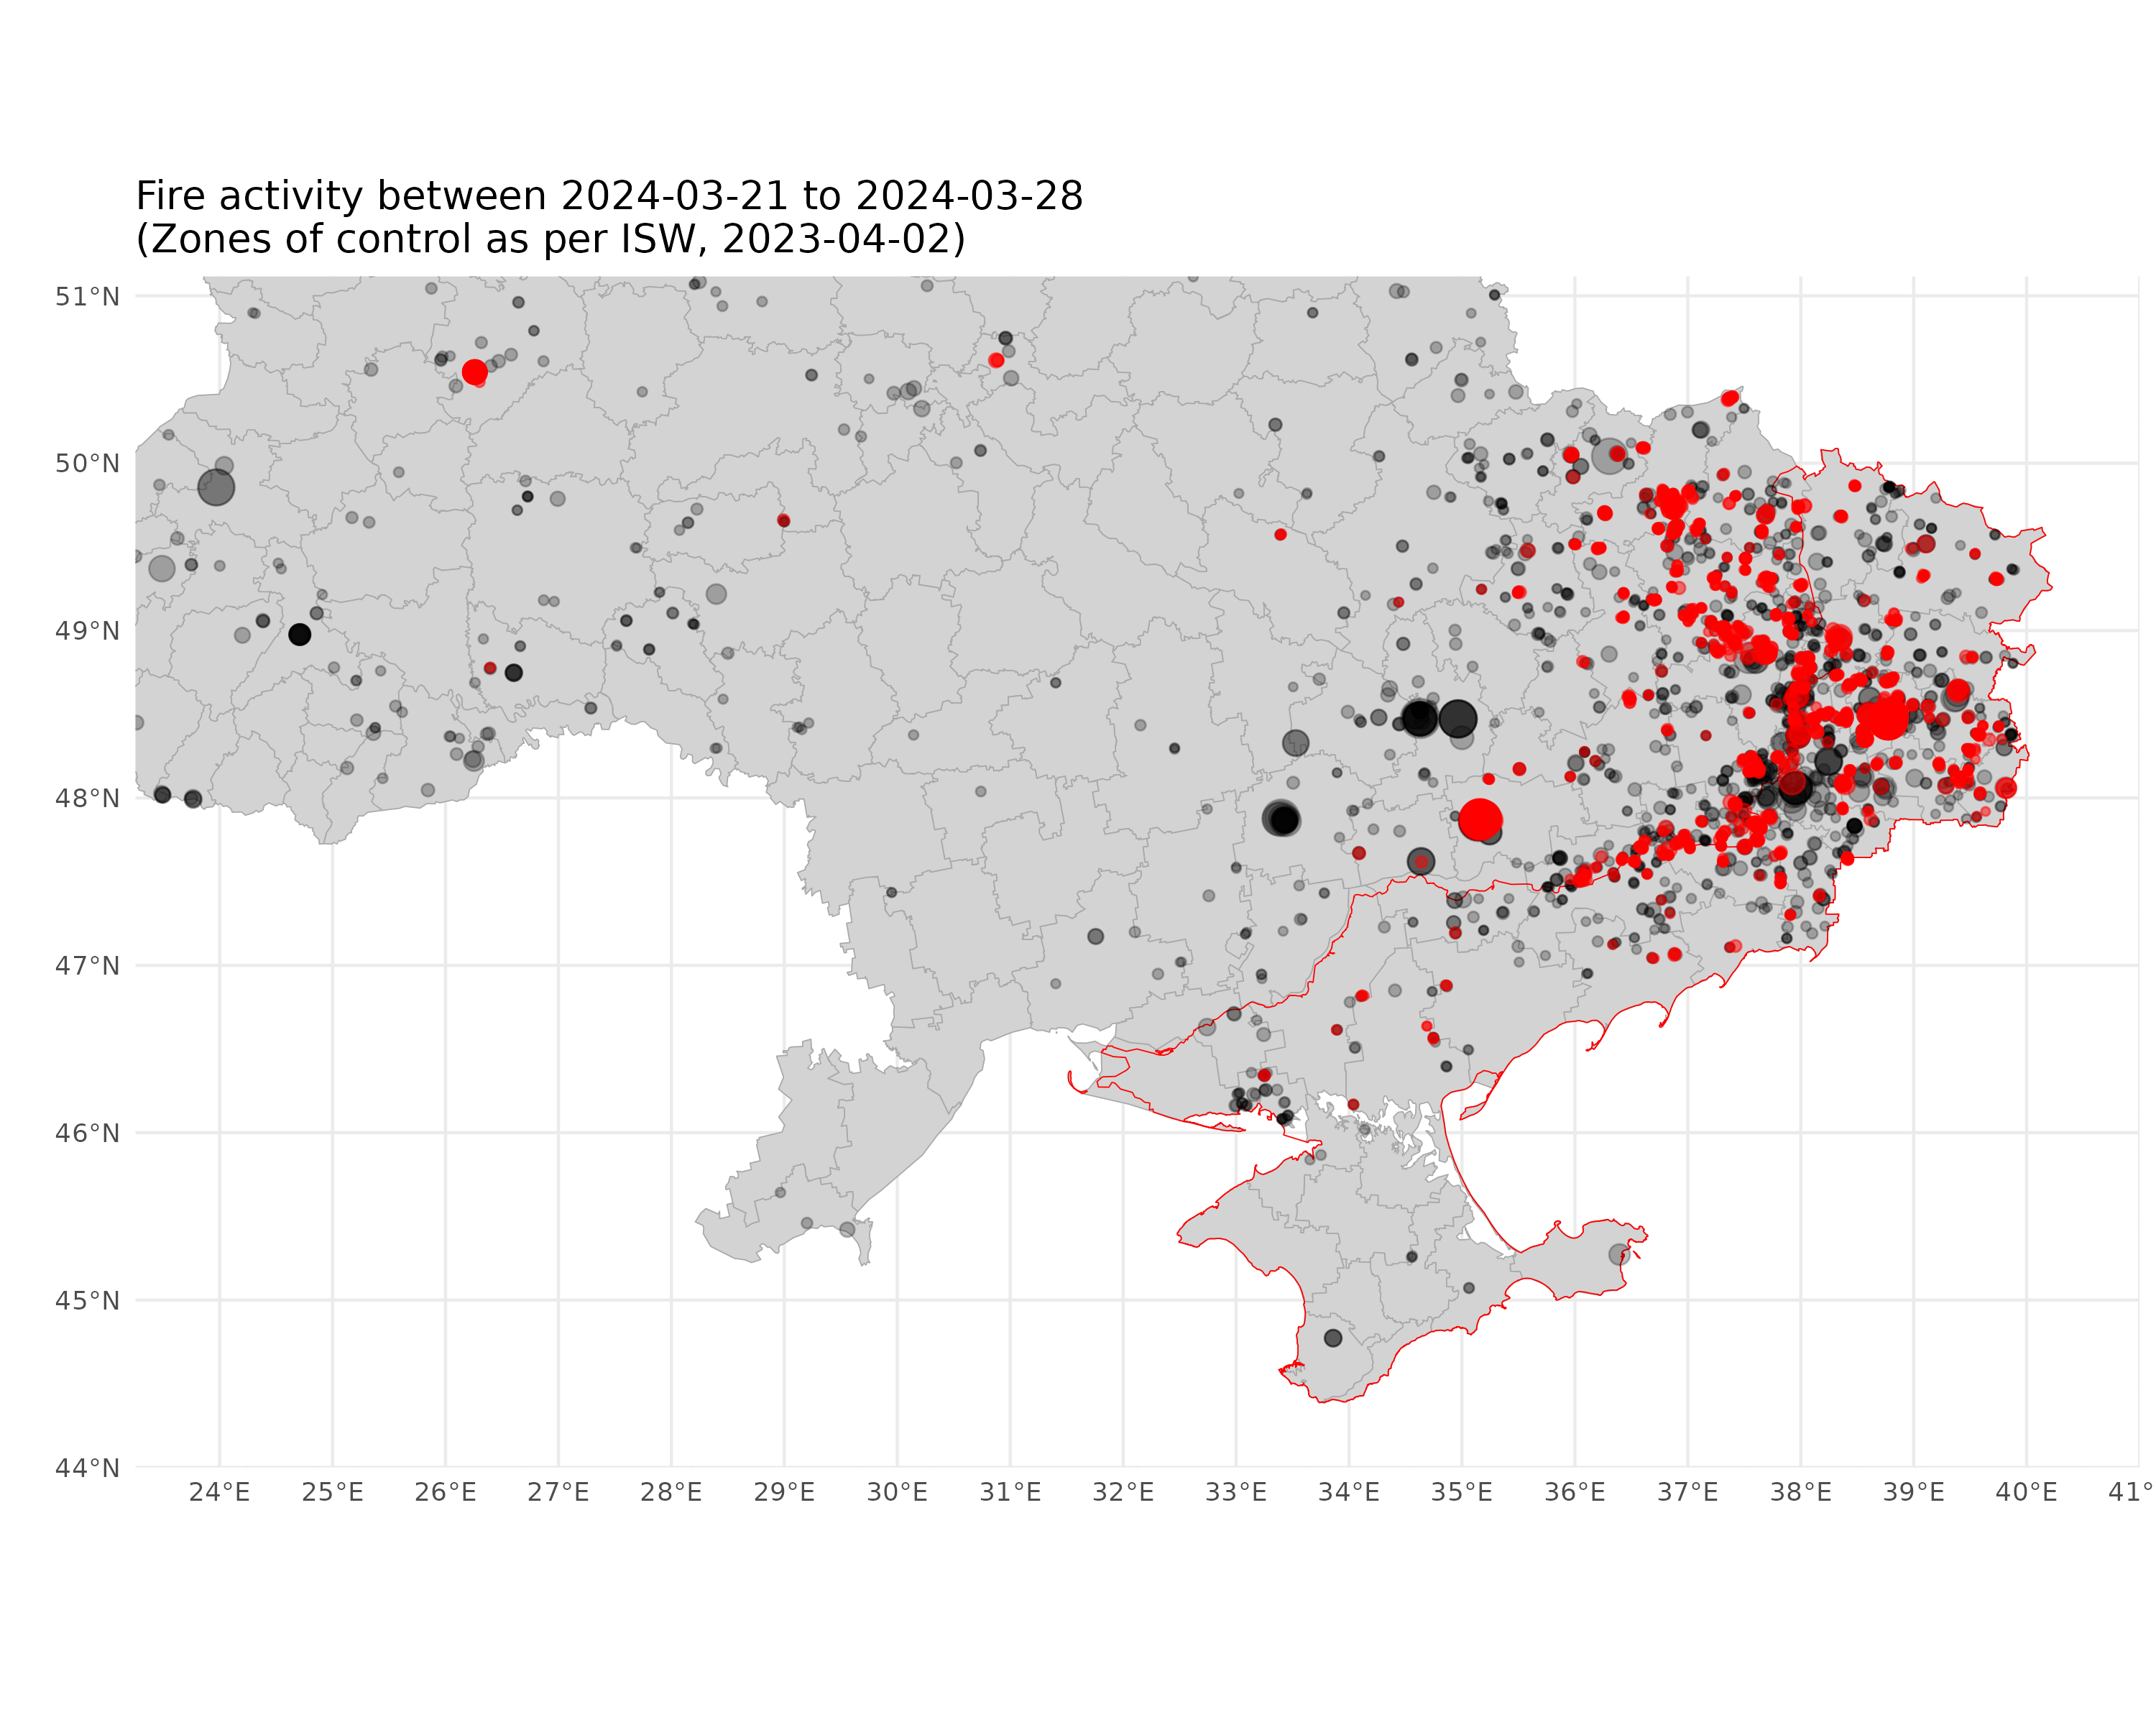 Fire activity between 2024-03-21 to 2024-03-28
(Zones of control as per ISW, 2023-04-02)
51°N
50°N
49°N
48°N
47°N
46°N
45°N
44°N
24°E 25°E 26°E 27°E 28°E 29°E 30°E 31°E 32°E 33°E 34°E 35°E 36°E 37°E 38°E 39°E 40°E 41°